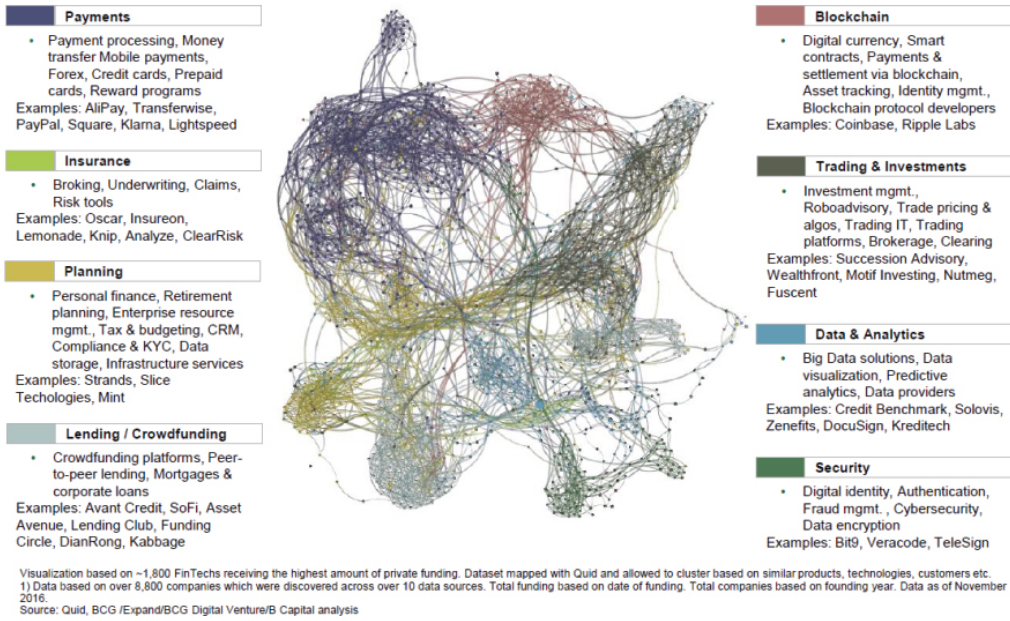 Payments
• Payment processing, Money
transfer Mobile payments,
Forex, Credit cards, Prepaid
cards, Reward programs
Examples: AliPay, Transferwise,
PayPal, Square, Klarna, Lightspeed
Insurance
• Broking, Underwriting, Claims,
Risk tools
Examples: Oscar, Insureon,
Lemonade, Knip, Analyze, ClearRisk
Planning
• Personal finance, Retirement
planning, Enterprise resource
mgmt., Tax & budgeting, CRM,
Compliance & KYC, Data
storage, Infrastructure services
Examples: Strands, Slice
Techologies, Mint
Lending / Crowdfunding
• Crowdfunding platforms, Peer-
to-peer lending, Mortgages &
corporate loans
Examples: Avant Credit, SoFi, Asset
Avenue, Lending Club, Funding
Circle, DianRong, Kabbage
Blockchain
• Digital currency, Smart
contracts, Payments &
settlement via blockchain,
Asset tracking, Identity mgmt.,
Blockchain protocol developers
Examples: Coinbase, Ripple Labs
Trading & Investments
• Investment mgmt.,
Roboadvisory, Trade pricing &
algos, Trading IT, Trading
platforms, Brokerage, Clearing
Examples: Succession Advisory,
Wealthfront, Motif Investing, Nutmeg,
Fuscent
Data & Analytics
• Big Data solutions, Data
visualization, Predictive
analytics, Data providers
Examples: Credit Benchmark, Solovis,
Zenefits, DocuSign, Kreditech
Security
• Digital identity, Authentication,
Fraud mgmt. , Cybersecurity,
Data encryption
Examples: Bit9, Veracode, TeleSign
Visualization based on ~1,800 FinTechs receiving the highest amount of private funding. Dataset mapped with Quid and allowed to cluster based on similar products, technologies, customers etc.
1) Data based on over 8,800 companies which were discovered across over 10 data sources. Total funding based on date of funding. Total companies based on founding year. Data as of November
2016.
Source: Quid, BCG /Expand/BCG Digital Venture/B Capital analysis